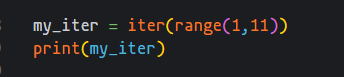 my_iter = iter(range(1,11))
print(my_iter)